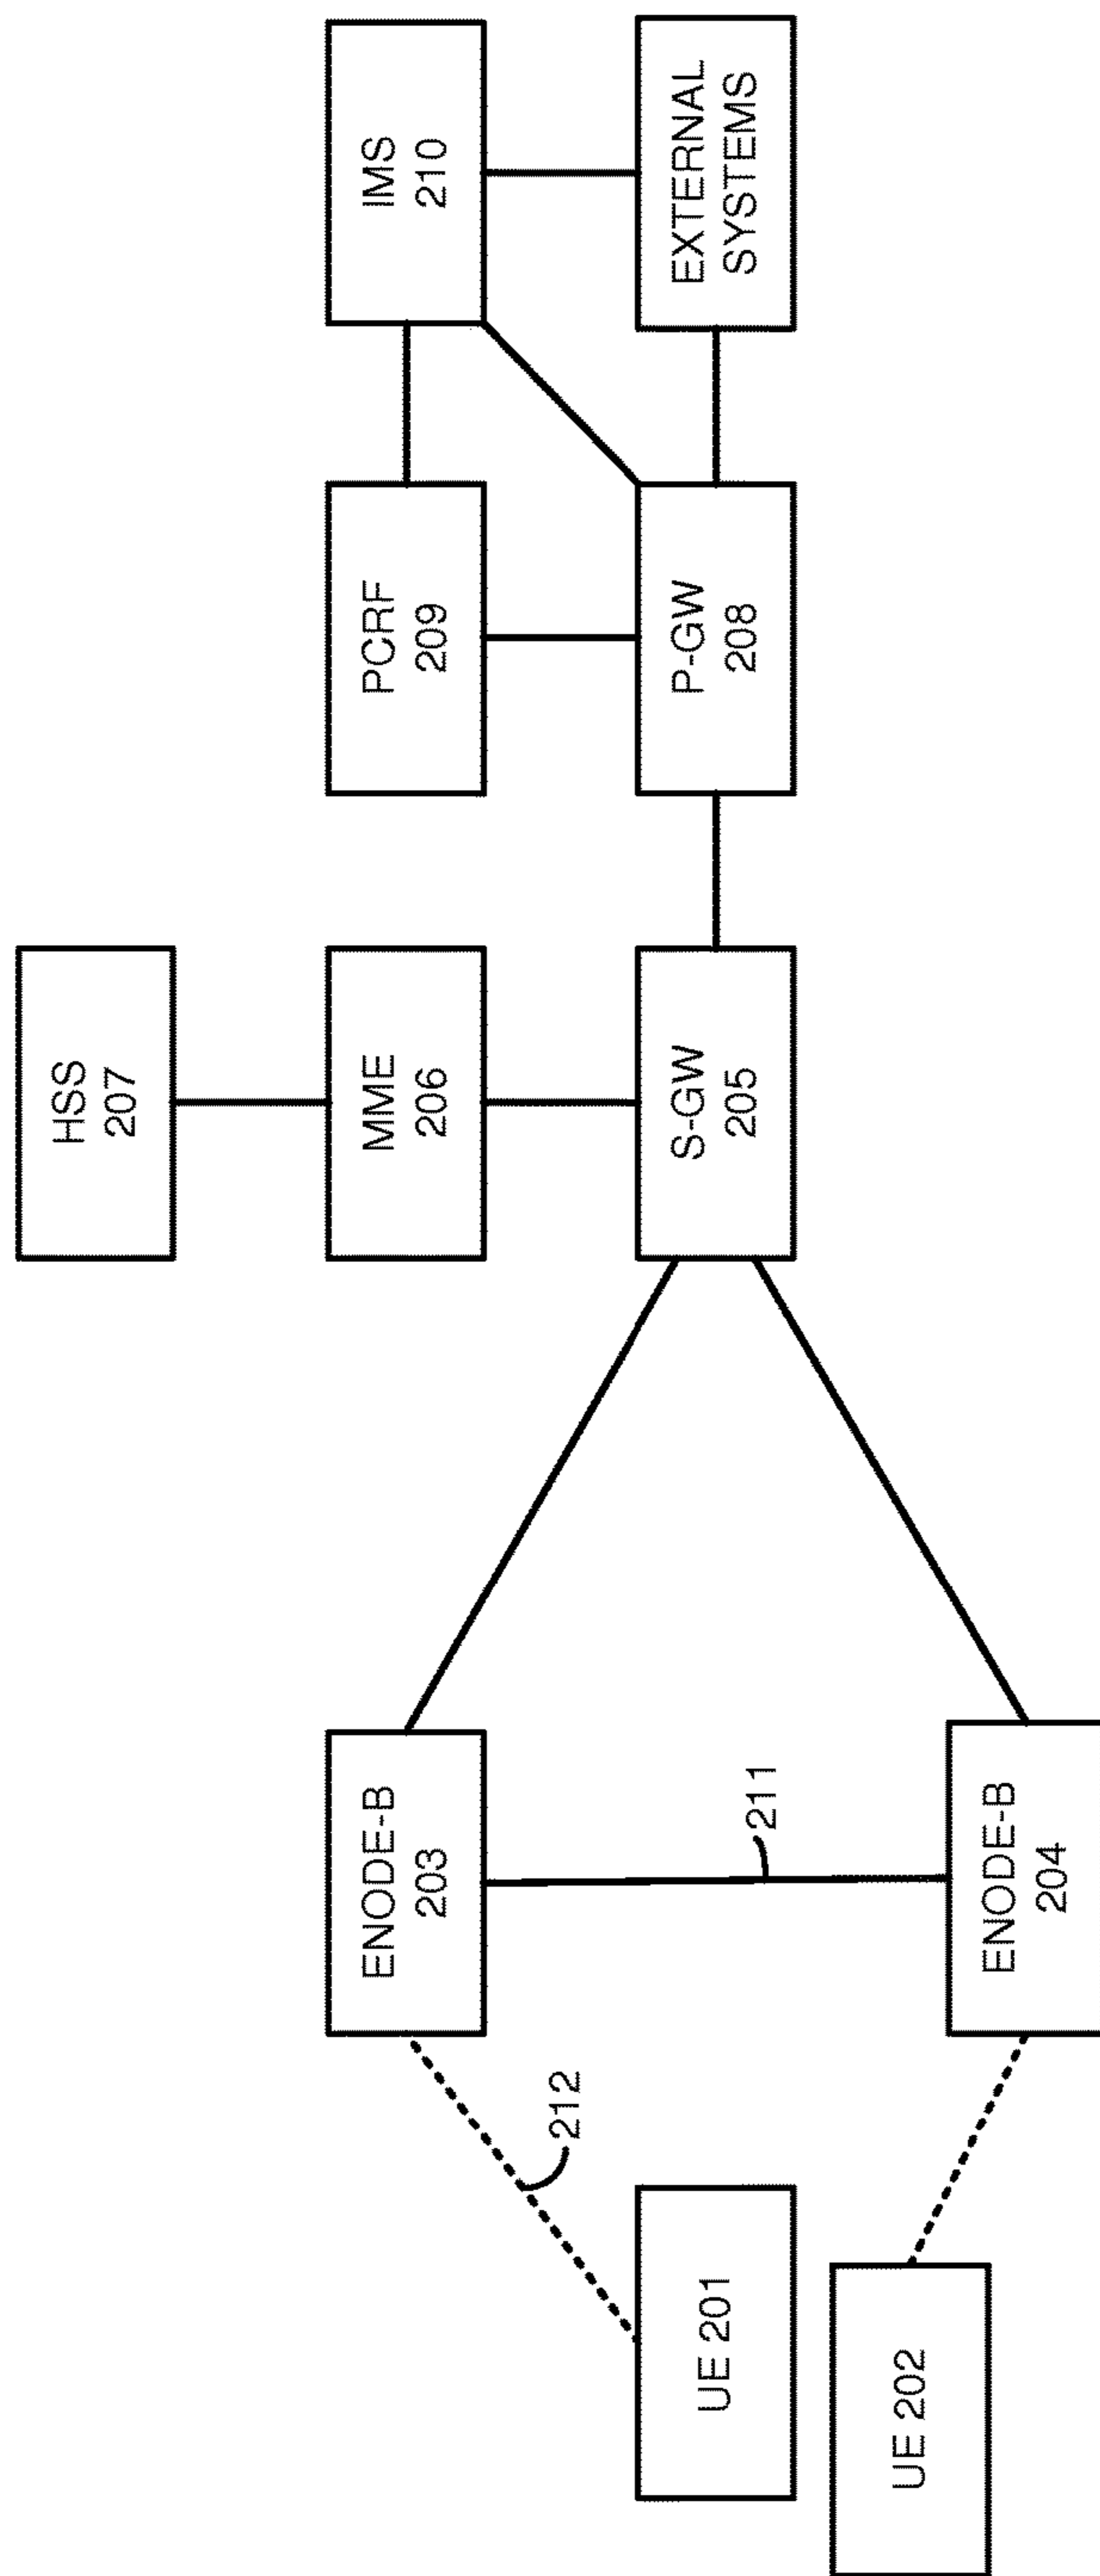 HSS
207
ENODE-B
203
MME
206
PCRF
209
IMS
210
212
211
UE 201
S-GW
205
P-GW
208
EXTERNAL
SYSTEMS
UE 202
ENODE-B
204